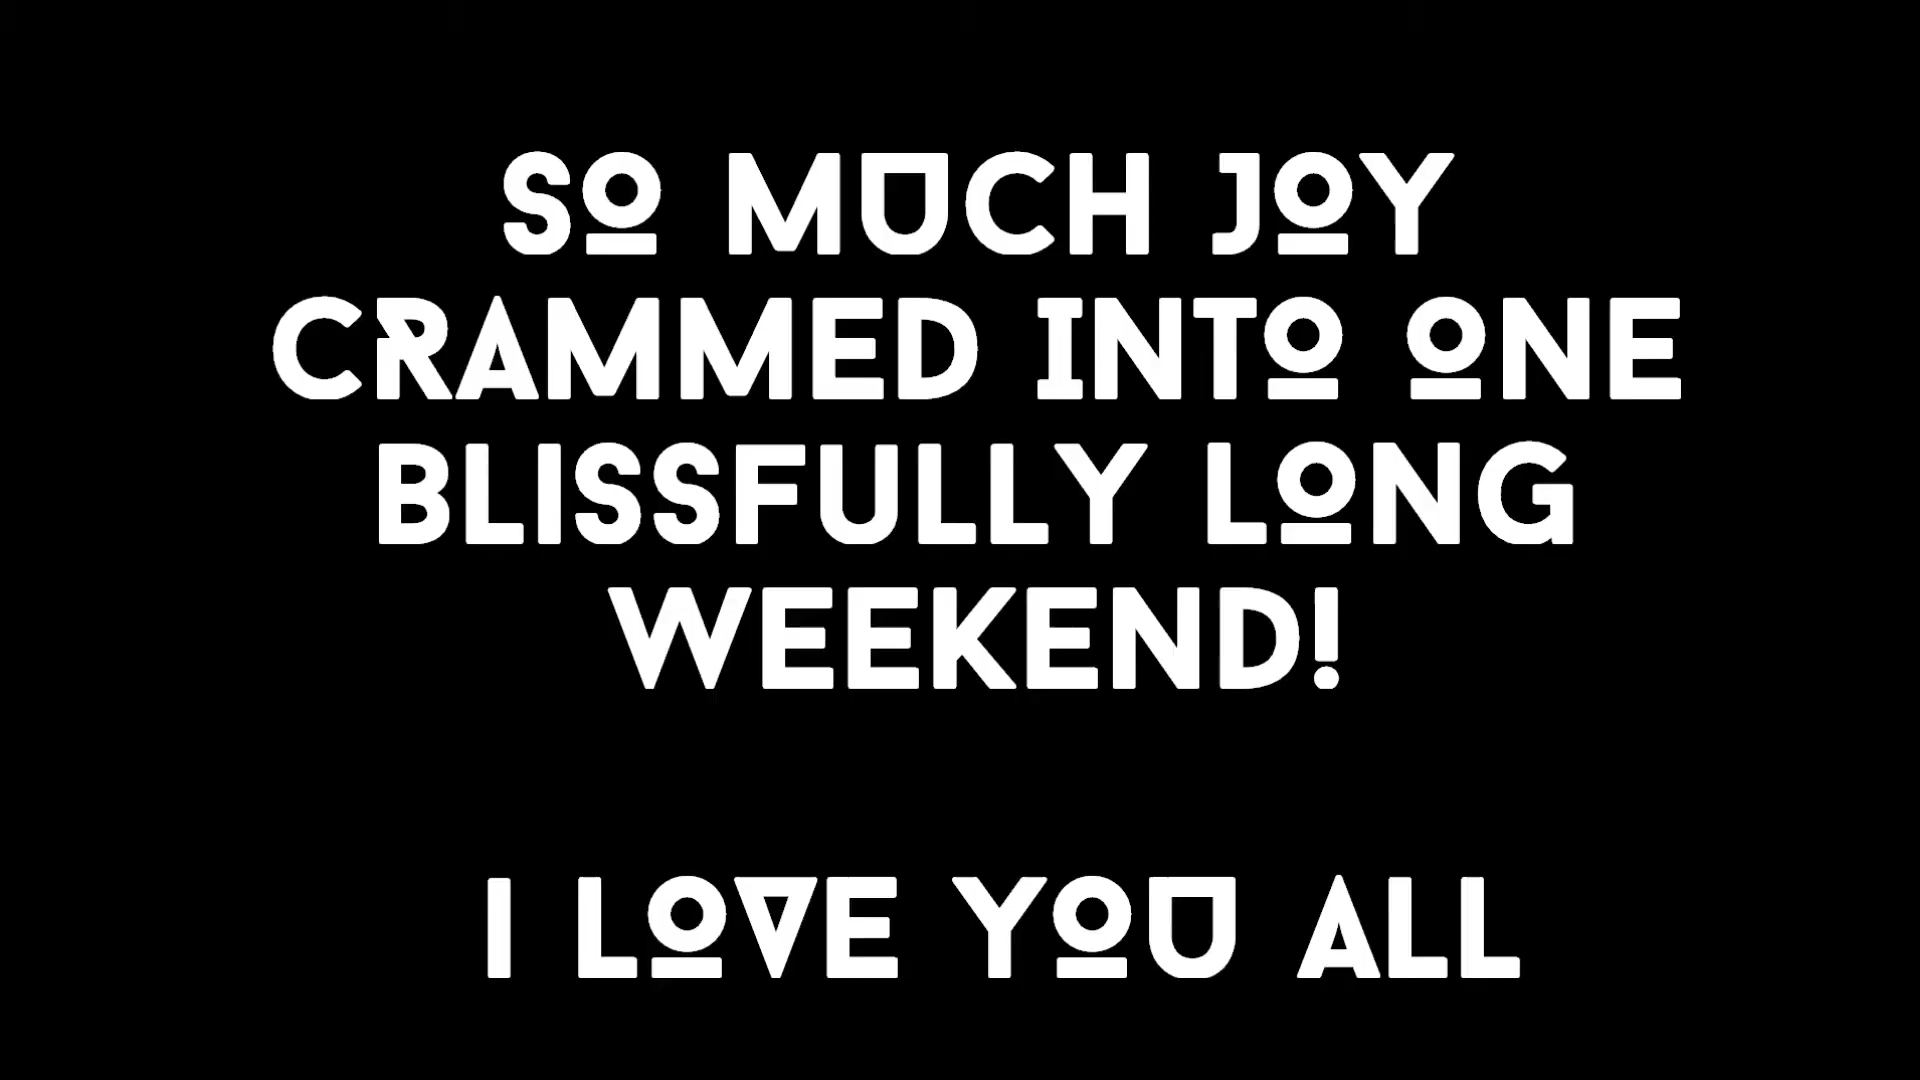 SO MUCH JOY
CRAMMED INTO ONE
BLISSFULLY LONG
WEEKEND!
I LOVE YOU ALL